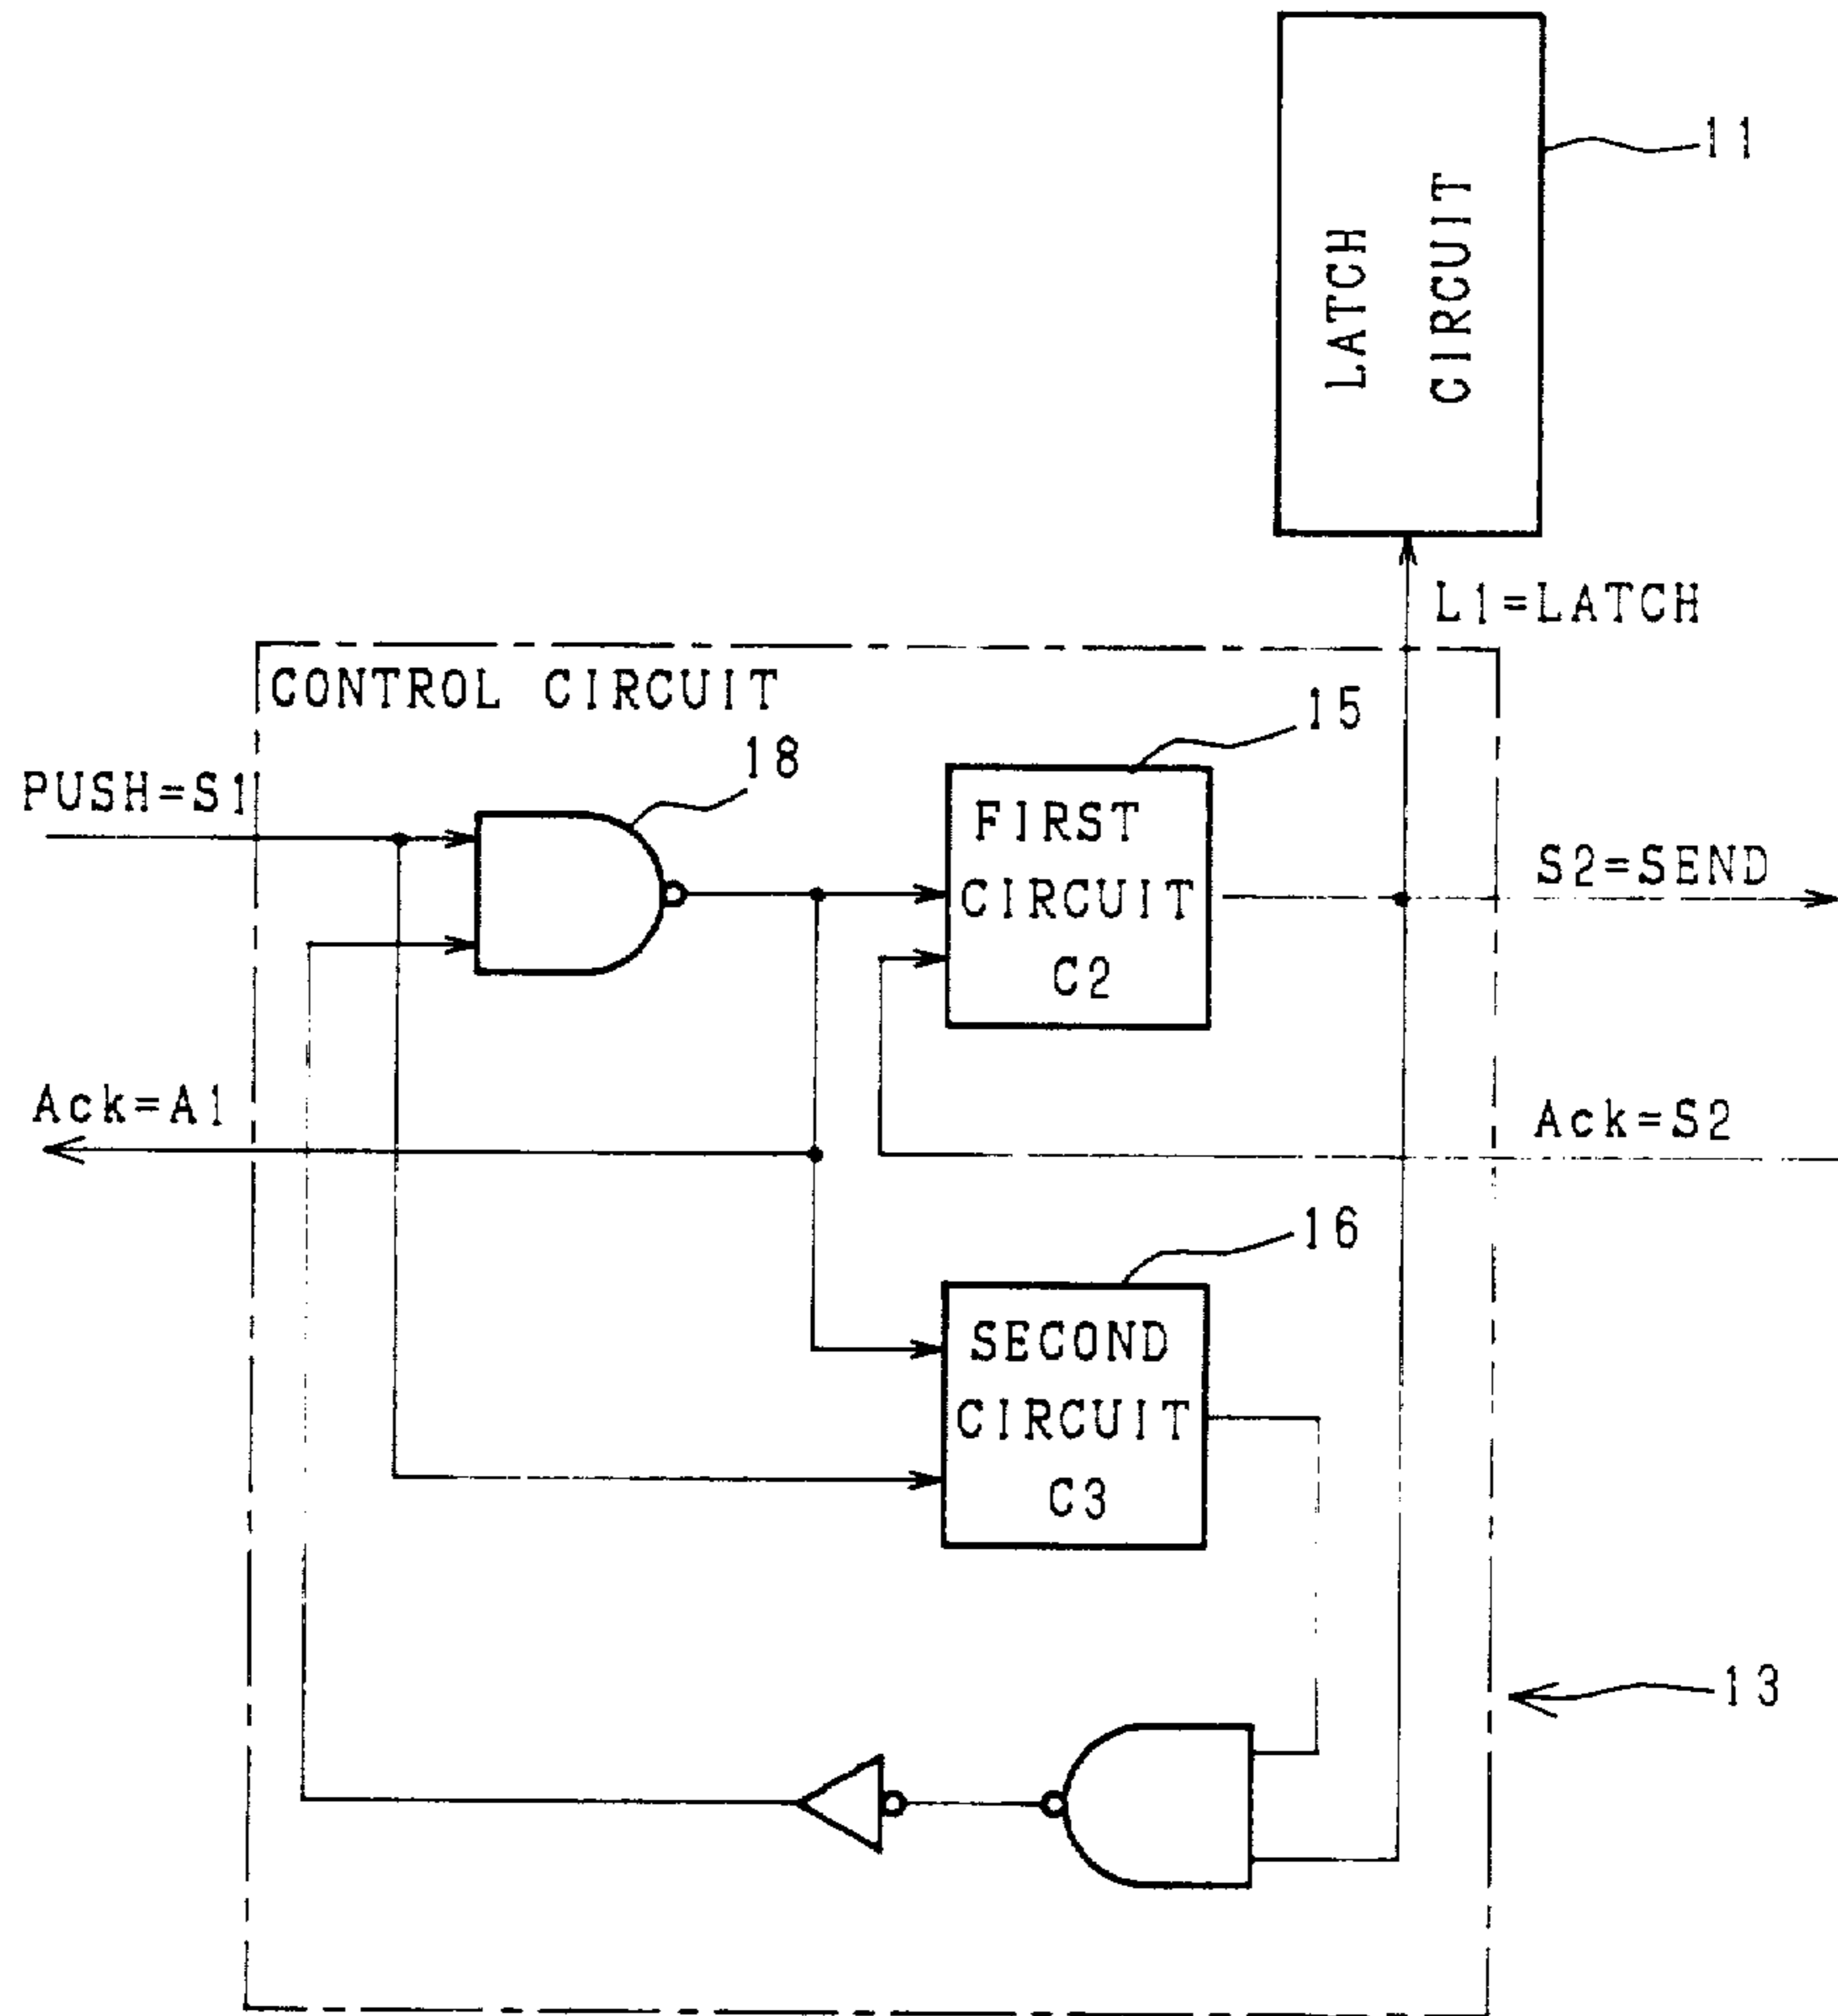 11
LATCH
CIRCUIT
L1=LATCH
CONTROL CIRCUIT
15
18
PUSH=S1
FIRST
CIRCUIT
C2
S2=SEND
Ack=A1
Ack=S2
16
SECOND
CIRCUIT
C3
13